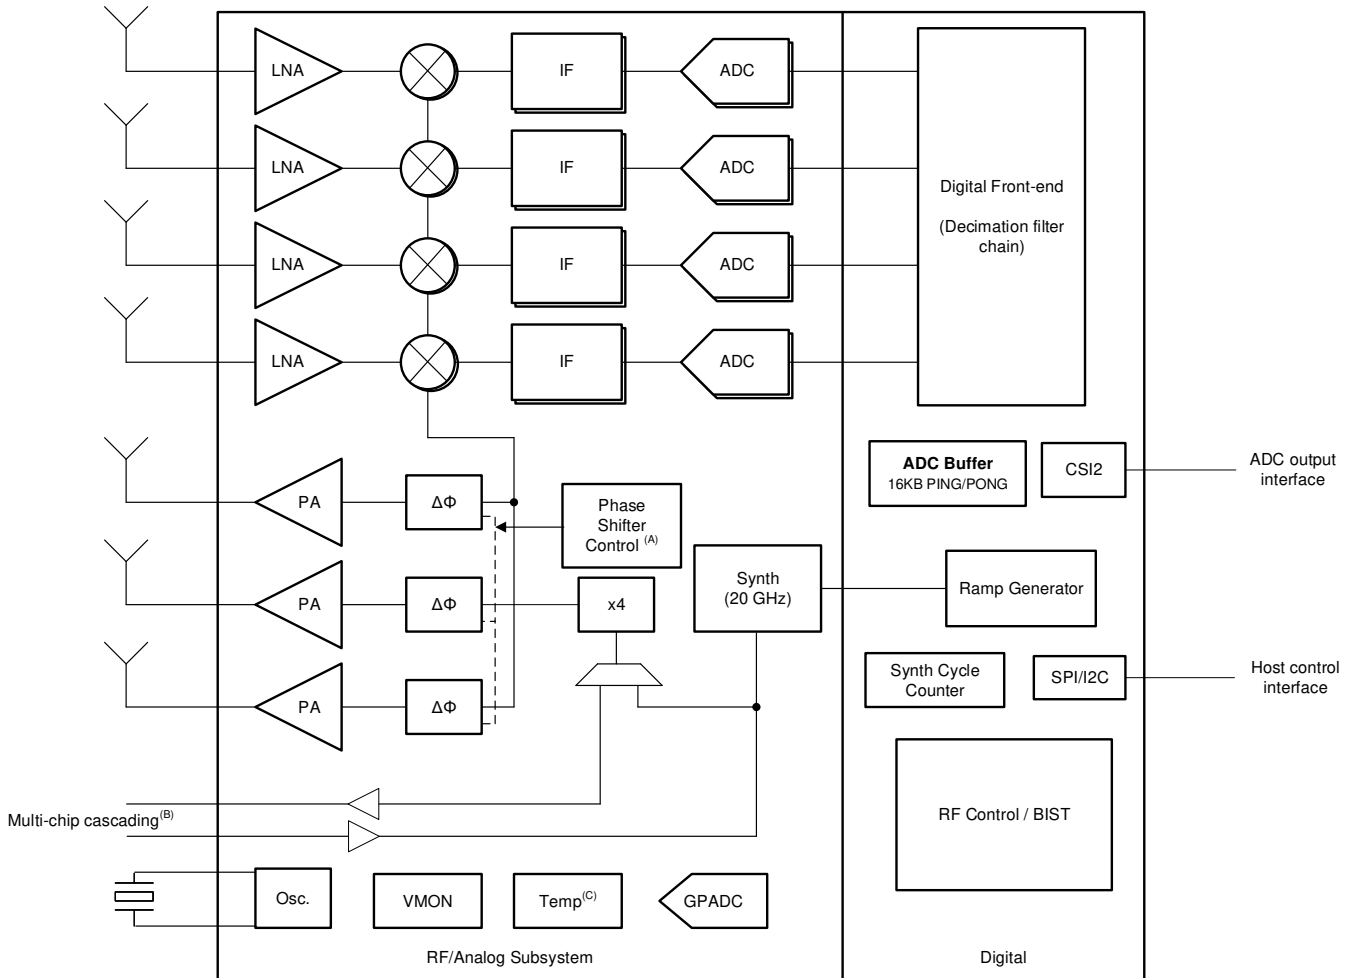 LNA
IF
ADC
LNA
IF
ADC
LNA
IF
ADC
LNA
IF
ADC
Digital Front-end
(Decimation filter
chain)
PA
ΔΦ
Phase
Shifter
Control (A)
PA
ΔΦ
x4
Synth
(20 GHz)
PA
ΔΦ
ADC Buffer
16KB PING/PONG
CSI2
ADC output
interface
Ramp Generator
Synth Cycle
Counter
SPI/I2C
Host control
interface
RF Control / BIST
Multi-chip cascading(B)
Osc.
VMON
Temp(C)
GPADC
RF/Analog Subsystem
Digital